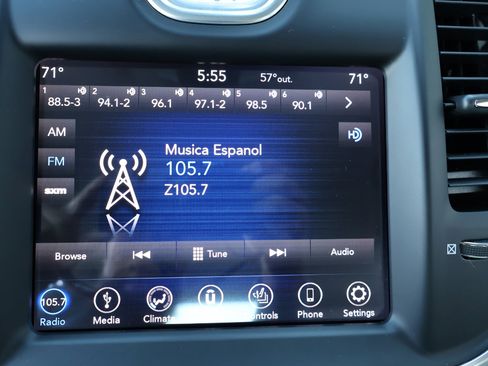 71° 5:55 57°out. 71°
1 2 3 4 5 6
88.5-3 94.1-2 96.1 97.1-2 98.5 90.1
AM
HD
Musica Espanol
FM
105.7
Z105.7
sxm
Browse Tune Audio
105.7
Radio Media Climate Controls Phone Settings